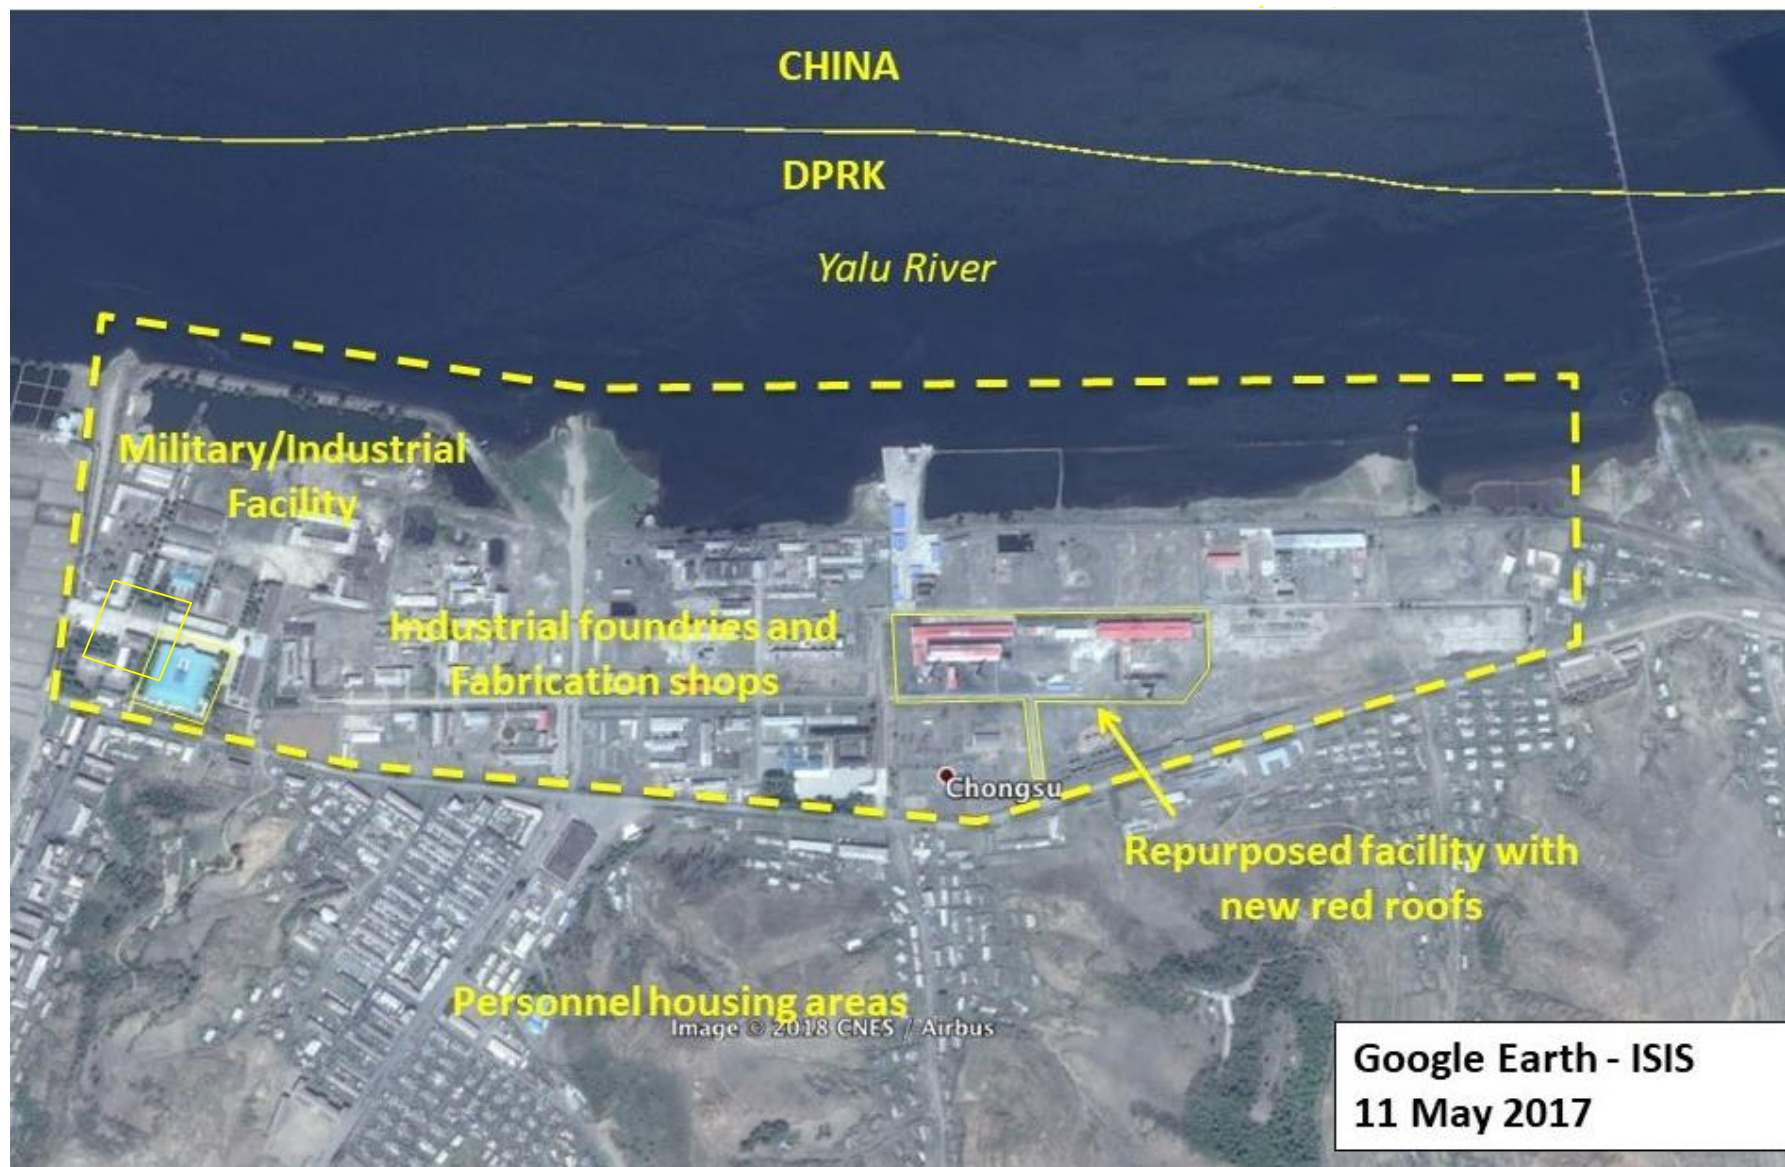 CHINA
DPRK
Yalu River
Military/Industrial
Facility
Industrial foundries and
Fabrication shops
Chongsu
Repurposed facility with
new red roofs
Personnel housing areas
Image © 2018 CNES / Airbus
Google Earth - ISIS
11 May 2017